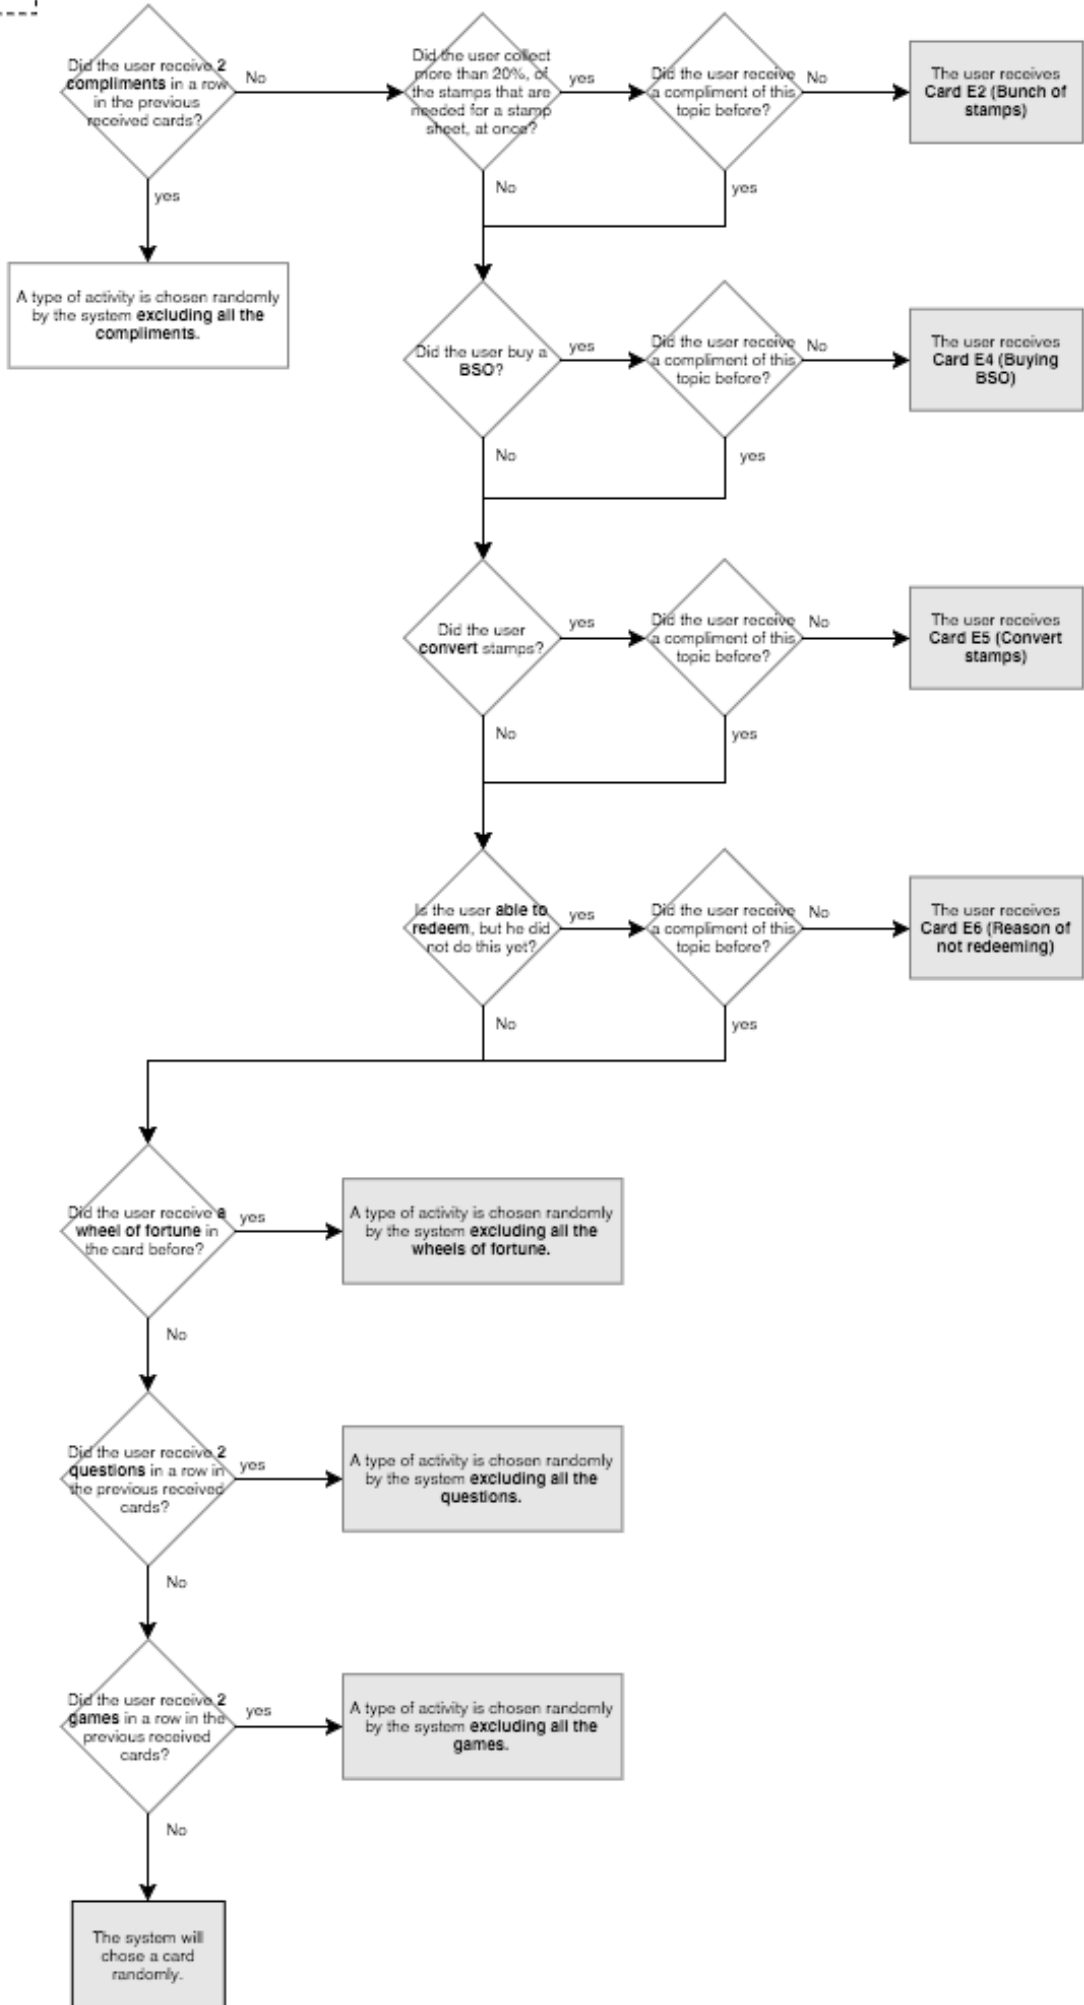 Did the user receive 2
compliments in a row
in the previous
received cards?
No
Did the user collect
more than 20%, of
the stamps that are
needed for a stamp
sheet, at once?
yes
Did the user receive
a compliment of this
topic before?
No
The user receives
Card E2 (Bunch of
stamps)
yes
No
yes
A type of activity is chosen randomly
by the system excluding all the
compliments.
Did the user buy a
BSO?
yes
Did the user receive
a compliment of this
topic before?
No
The user receives
Card E4 (Buying
BSO)
No
yes
Did the user
convert stamps?
yes
Did the user receive
a compliment of this
topic before?
No
The user receives
Card E5 (Convert
stamps)
No
yes
Is the user able to
redeem, but he did
not do this yet?
yes
Did the user receive
a compliment of this
topic before?
No
The user receives
Card E6 (Reason of
not redeeming)
No
yes
Did the user receive a
wheel of fortune in
the card before?
yes
A type of activity is chosen randomly
by the system excluding all the
wheels of fortune.
No
Did the user receive 2
questions in a row in
the previous received
cards?
yes
A type of activity is chosen randomly
by the system excluding all the
questions.
No
Did the user receive 2
games in a row in the
previous received
cards?
yes
A type of activity is chosen randomly
by the system excluding all the
games.
No
The system will
chose a card
randomly.